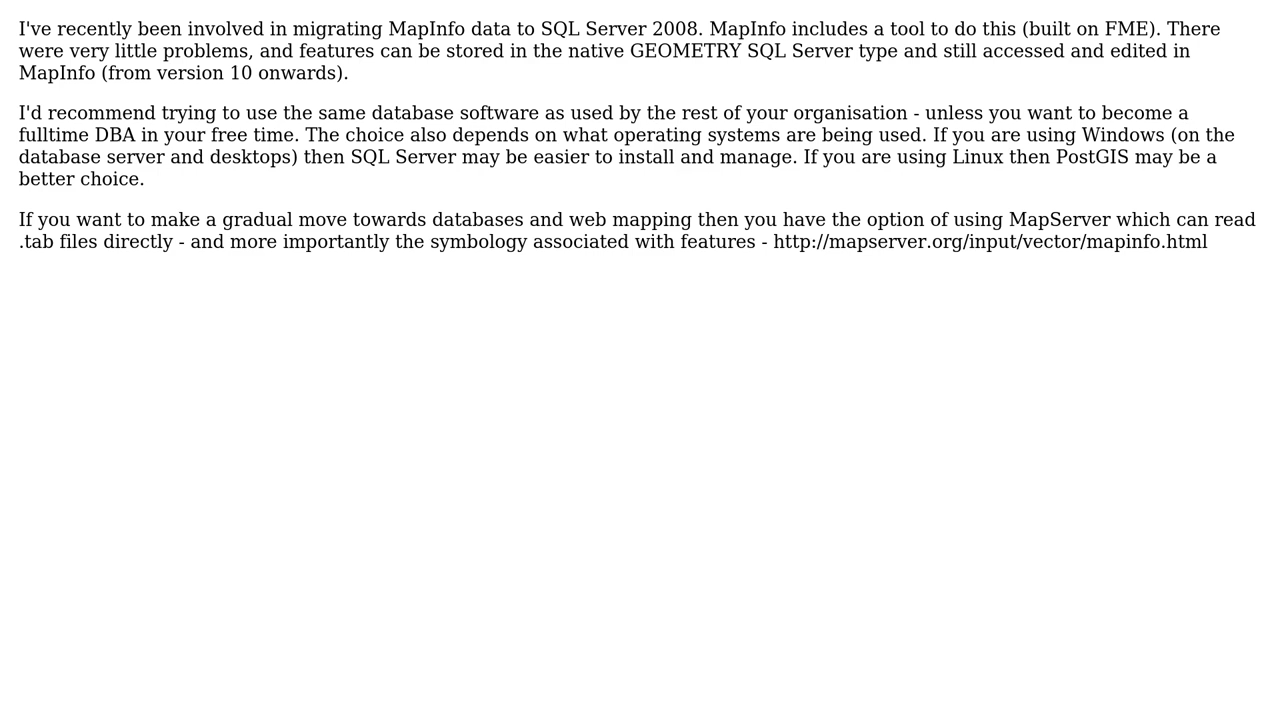 I've recently been involved in migrating MapInfo data to SQL Server 2008. MapInfo includes a tool to do this (built on FME). There
were very little problems, and features can be stored in the native GEOMETRY SQL Server type and still accessed and edited in
MapInfo (from version 10 onwards).
I'd recommend trying to use the same database software as used by the rest of your organisation - unless you want to become a
fulltime DBA in your free time. The choice also depends on what operating systems are being used. If you are using Windows (on the
database server and desktops) then SQL Server may be easier to install and manage. If you are using Linux then PostGIS may be a
better choice.
If you want to make a gradual move towards databases and web mapping then you have the option of using MapServer which can read
.tab files directly - and more importantly the symbology associated with features - http://mapserver.org/input/vector/mapinfo.html